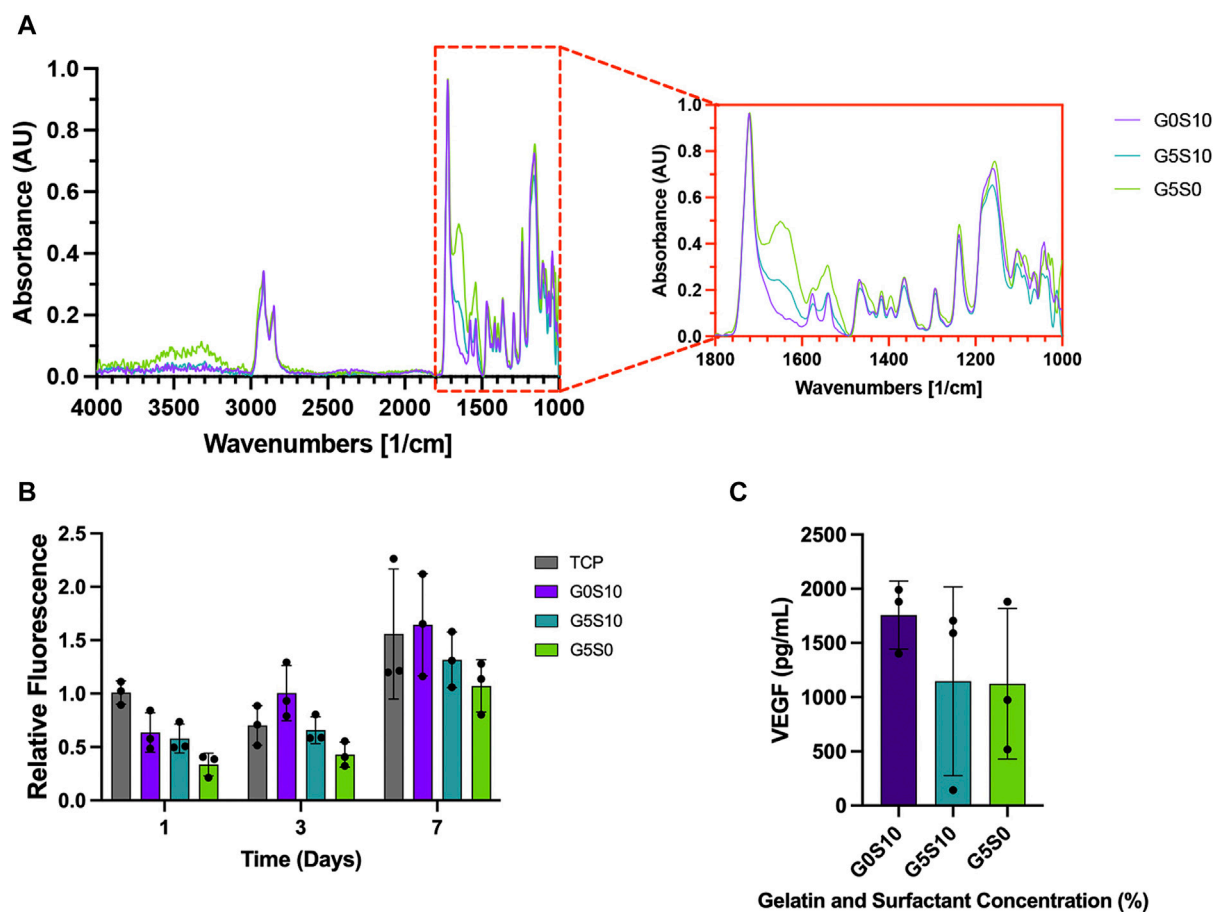 A
Absorbance (AU)
1.0
0.8
0.6
0.4
0.2
0.0
4000 3500 3000 2500 2000 1500 1000
Wavenumbers [1/cm]
Absorbance (AU)
1.0
0.8
0.6
0.4
0.2
0.0
1800 1600 1400 1200 1000
Wavenumbers [1/cm]
G0S10
G5S10
G5S0
B
Relative Fluorescence
2.5
2.0
1.5
1.0
0.5
0.0
1 3 7
Time (Days)
TCP
G0S10
G5S10
G5S0
C
VEGF (pg/mL)
2500
2000
1500
1000
500
0
G0S10 G5S10 G5S0
Gelatin and Surfactant Concentration (%)